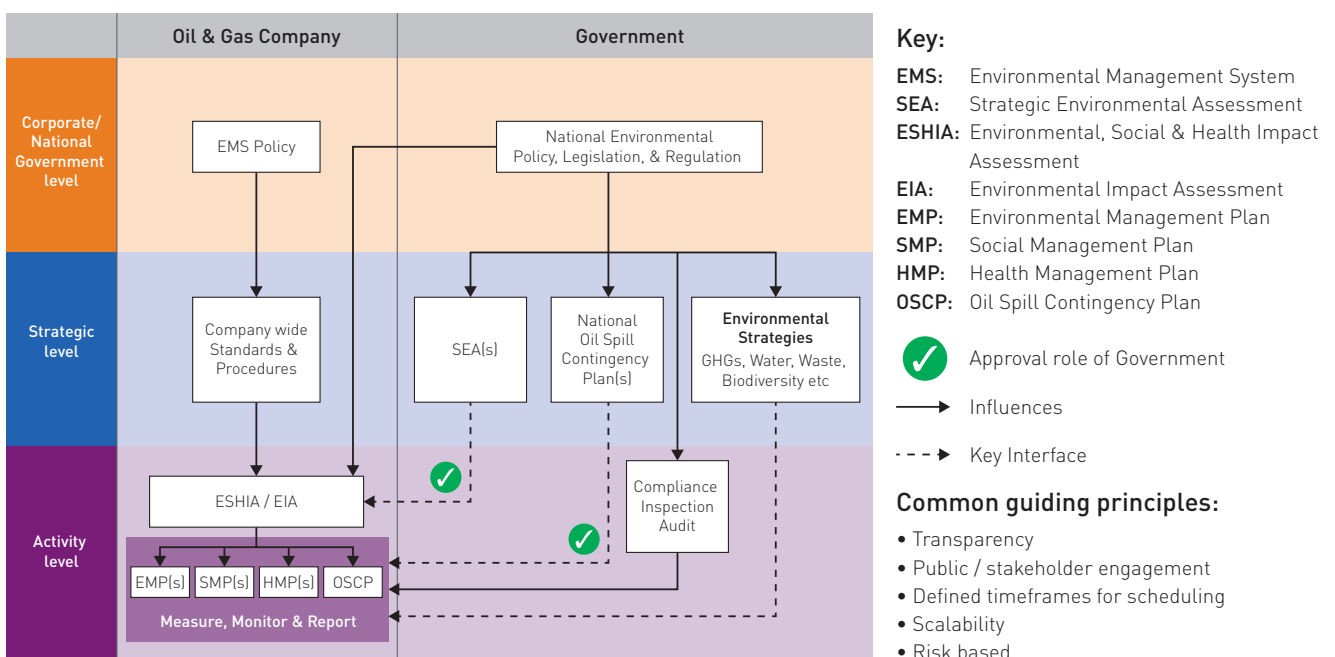 Oil & Gas Company
Government
Corporate/
National
Government
level
EMS Policy
National Environmental
Policy, Legislation, & Regulation
Strategic
level
Company wide
Standards &
Procedures
SEA(s)
National
Oil Spill
Contingency
Plan(s)
Environmental
Strategies
GHGs, Water, Waste,
Biodiversity etc
Activity
level
ESHIA / EIA
Compliance
Inspection
Audit
EMP(s)
SMP(s)
HMP(s)
OSCP
Measure, Monitor & Report
Key:
EMS: Environmental Management System
SEA: Strategic Environmental Assessment
ESHIA: Environmental, Social & Health Impact
Assessment
EIA: Environmental Impact Assessment
EMP: Environmental Management Plan
SMP: Social Management Plan
HMP: Health Management Plan
OSCP: Oil Spill Contingency Plan
Approval role of Government
Influences
Key Interface
Common guiding principles:
• Transparency
• Public / stakeholder engagement
• Defined timeframes for scheduling
• Scalability
• Risk based